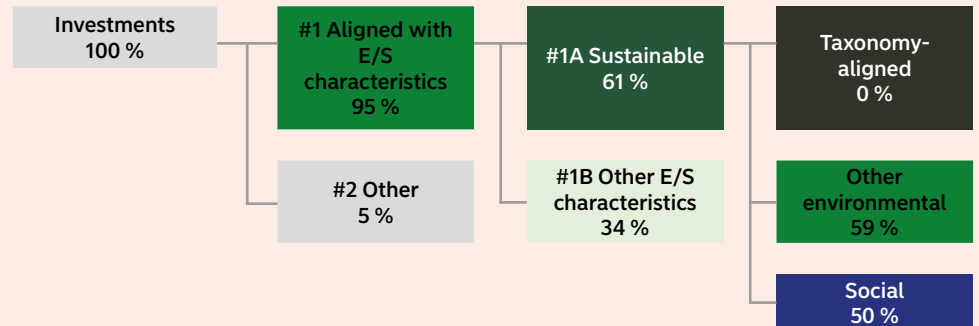 Investments
100 %
#1 Aligned with
E/S
characteristics
95 %
#1A Sustainable
61 %
Taxonomy-
aligned
0 %
#2 Other
5 %
#1B Other E/S
characteristics
34 %
Other
environmental
59 %
Social
50 %